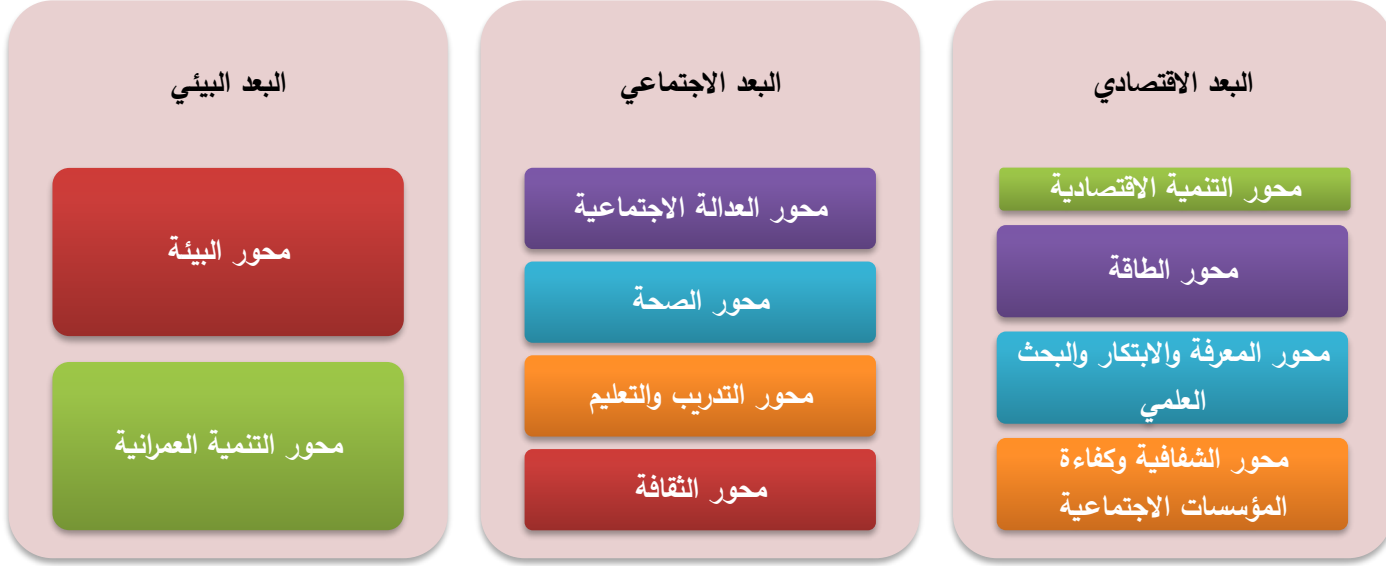 البعد الاقتصادي
محور التنمية الاقتصادية
محور الطاقة
محور المعرفة والابتكار والبحث
العلمي
محور الشفافية وكفاءة
المؤسسات الاجتماعية
البعد الاجتماعي
محور العدالة الاجتماعية
محور الصحة
محور التدريب والتعليم
محور الثقافة
البعد البيئي
محور البيئة
محور التنمية العمرانية